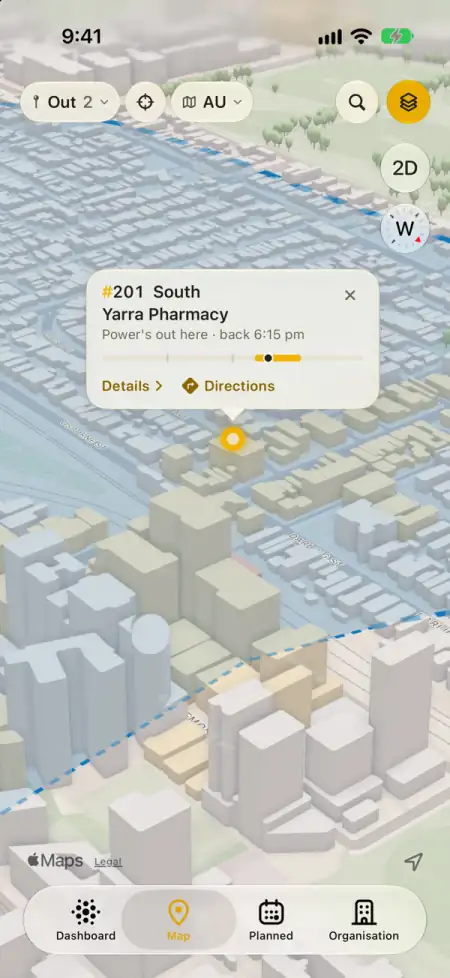 9:41
Out 2
AU
2D
W
#201 South
Yarra Pharmacy
Power's out here · back 6:15 pm
Details
Directions
Maps
Legal
Dashboard
Map
Planned
Organisation